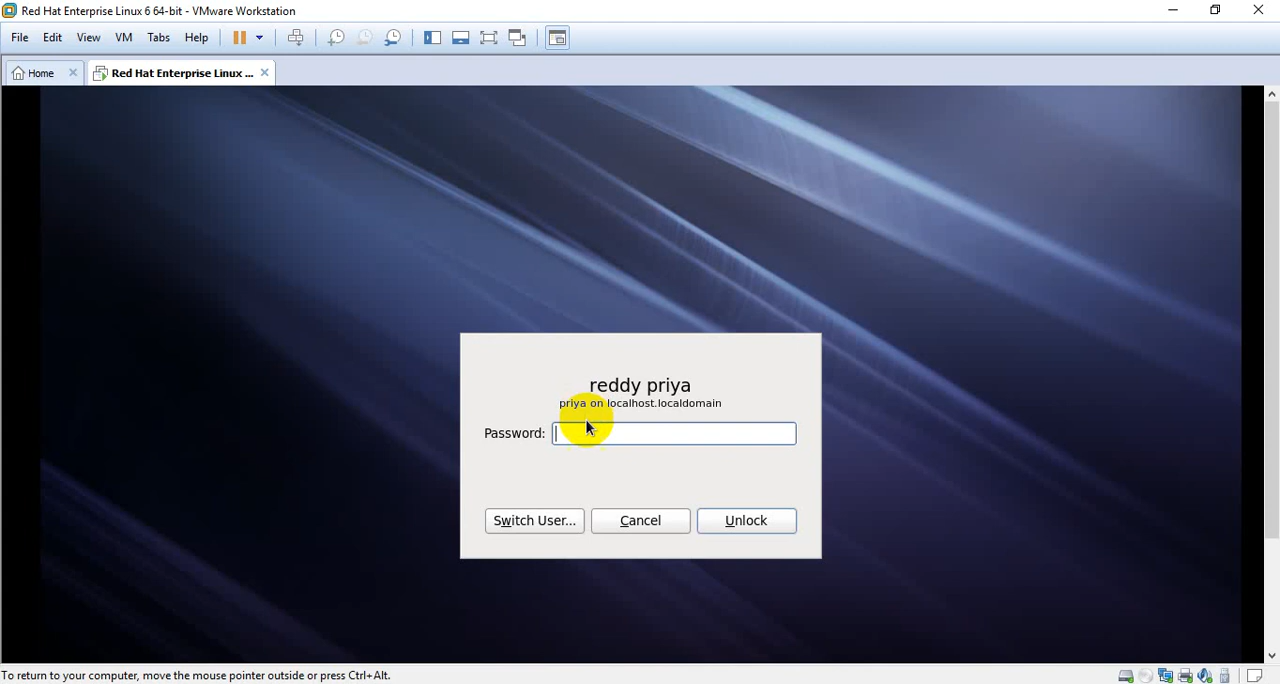 Red Hat Enterprise Linux 6 64-bit - VMware Workstation
File Edit View VM Tabs Help
Home Red Hat Enterprise Linux ...
reddy priya
priya on localhost.localdomain
Password:
Switch User... Cancel Unlock
To return to your computer, move the mouse pointer outside or press Ctrl+Alt.